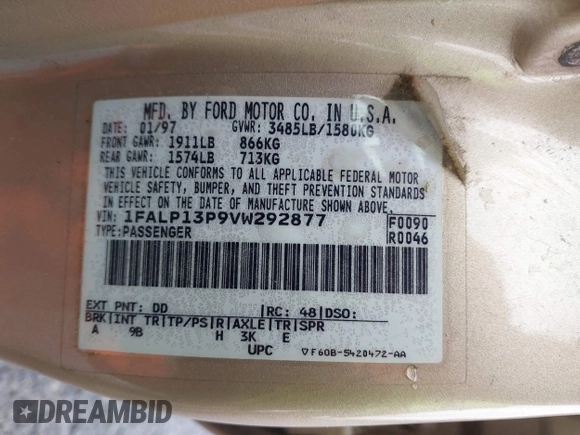 MFD. BY FORD MOTOR CO. IN U.S.A.
DATE: 01/97 GVWR: 3485LB/1580KG
FRONT GAWR: 1911LB 866KG
REAR GAWR: 1574LB 713KG
THIS VEHICLE CONFORMS TO ALL APPLICABLE FEDERAL MOTOR
VEHICLE SAFETY, BUMPER, AND THEFT PREVENTION STANDARDS
IN EFFECT ON THE DATE OF MANUFACTURE SHOWN ABOVE.
VIN: 1FALP13P9VW292877 F0090
TYPE: PASSENGER R0046
EXT PNT: DD |RC: 48|DSO:
BRK|INT TR|TP/PS|R|AXLE|TR|SPR
A 9B H 3K E
UPC ▽F60B-5420472-AA
DREAMBID